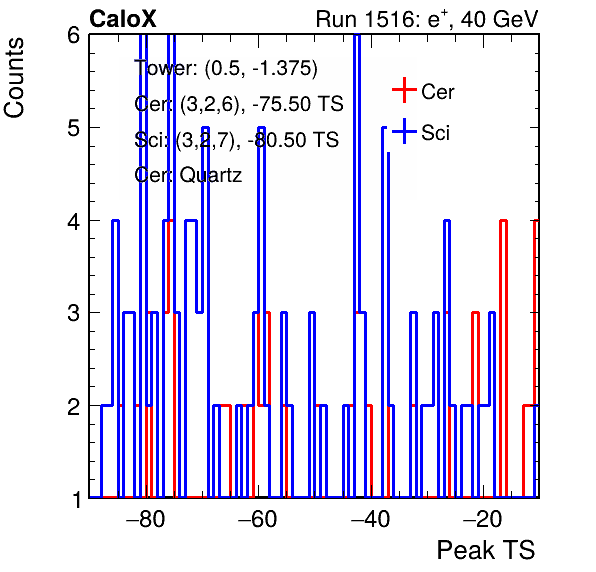 CaloX
Run 1516: e+, 40 GeV
Counts
Tower: (0.5, -1.375)
Cer: (3,2,6), -75.50 TS
Sci: (3,2,7), -80.50 TS
Cer: Quartz
Cer
Sci
6
5
4
3
2
1
−80
−60
−40
−20
Peak TS